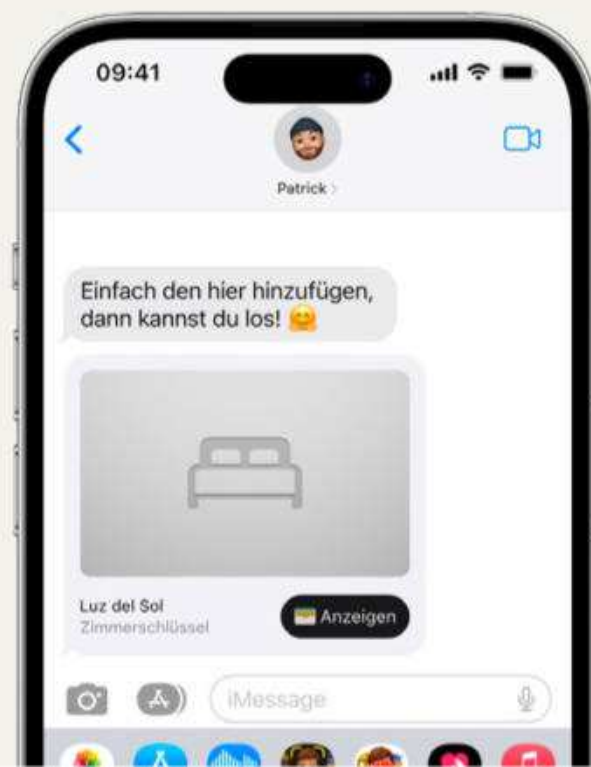 09:41
Patrick
Einfach den hier hinzufügen,
dann kannst du los! 🤗
Luz del Sol
Zimmerschlüssel
Anzeigen
iMessage